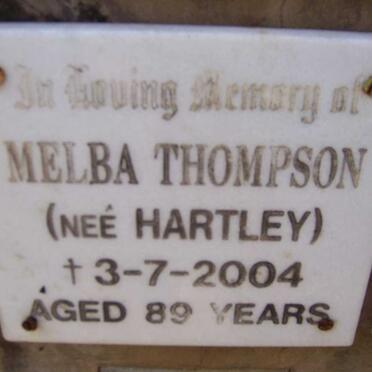 In Loving Memory of
MELBA THOMPSON
(NEÉ HARTLEY)
† 3-7-2004
AGED 89 YEARS